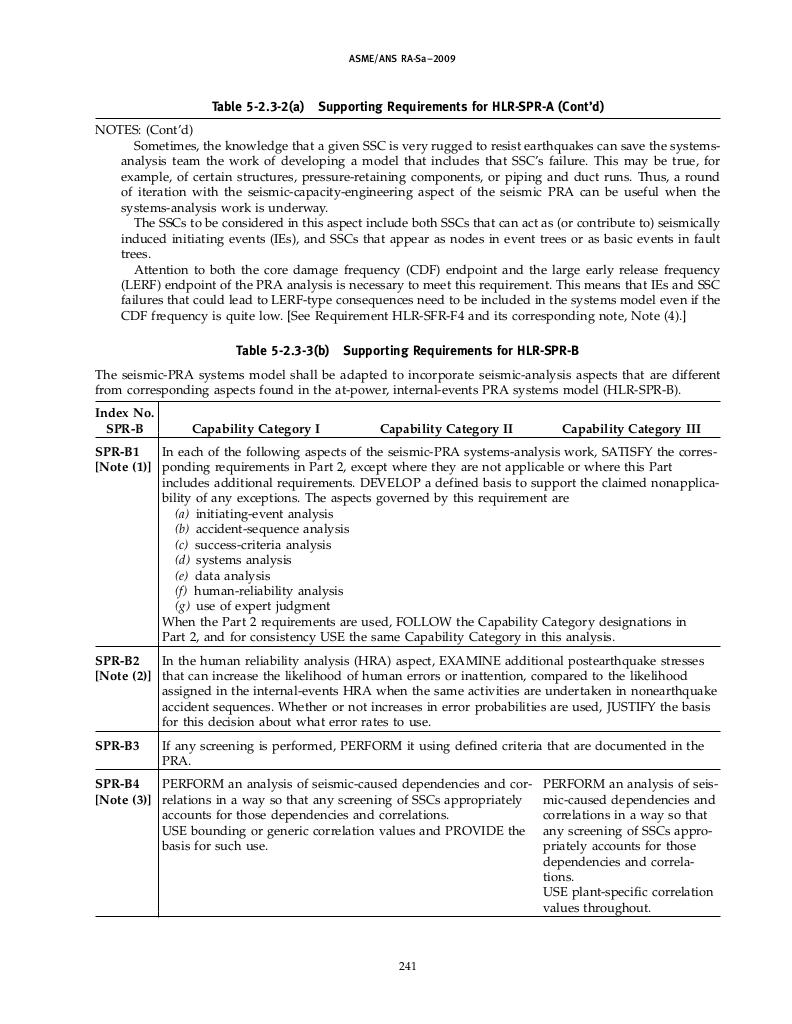 ASME/ANS RA-Sa–2009
Table 5-2.3-2(a) Supporting Requirements for HLR-SPR-A (Cont'd)
NOTES: (Cont'd)
Sometimes, the knowledge that a given SSC is very rugged to resist earthquakes can save the systems-
analysis team the work of developing a model that includes that SSC's failure. This may be true, for
example, of certain structures, pressure-retaining components, or piping and duct runs. Thus, a round
of iteration with the seismic-capacity-engineering aspect of the seismic PRA can be useful when the
systems-analysis work is underway.
The SSCs to be considered in this aspect include both SSCs that can act as (or contribute to) seismically
induced initiating events (IEs), and SSCs that appear as nodes in event trees or as basic events in fault
trees.
Attention to both the core damage frequency (CDF) endpoint and the large early release frequency
(LERF) endpoint of the PRA analysis is necessary to meet this requirement. This means that IEs and SSC
failures that could lead to LERF-type consequences need to be included in the systems model even if the
CDF frequency is quite low. [See Requirement HLR-SFR-F4 and its corresponding note, Note (4).]
Table 5-2.3-3(b) Supporting Requirements for HLR-SPR-B
The seismic-PRA systems model shall be adapted to incorporate seismic-analysis aspects that are different
from corresponding aspects found in the at-power, internal-events PRA systems model (HLR-SPR-B).
Index No.
SPR-B Capability Category I Capability Category II Capability Category III
SPR-B1 In each of the following aspects of the seismic-PRA systems-analysis work, SATISFY the corres-
[Note (1)] ponding requirements in Part 2, except where they are not applicable or where this Part
includes additional requirements. DEVELOP a defined basis to support the claimed nonapplica-
bility of any exceptions. The aspects governed by this requirement are
(a) initiating-event analysis
(b) accident-sequence analysis
(c) success-criteria analysis
(d) systems analysis
(e) data analysis
(f) human-reliability analysis
(g) use of expert judgment
When the Part 2 requirements are used, FOLLOW the Capability Category designations in
Part 2, and for consistency USE the same Capability Category in this analysis.
SPR-B2 In the human reliability analysis (HRA) aspect, EXAMINE additional postearthquake stresses
[Note (2)] that can increase the likelihood of human errors or inattention, compared to the likelihood
assigned in the internal-events HRA when the same activities are undertaken in nonearthquake
accident sequences. Whether or not increases in error probabilities are used, JUSTIFY the basis
for this decision about what error rates to use.
SPR-B3 If any screening is performed, PERFORM it using defined criteria that are documented in the
PRA.
SPR-B4 PERFORM an analysis of seismic-caused dependencies and cor- PERFORM an analysis of seis-
[Note (3)] relations in a way so that any screening of SSCs appropriately mic-caused dependencies and
accounts for those dependencies and correlations. correlations in a way so that
USE bounding or generic correlation values and PROVIDE the any screening of SSCs appro-
basis for such use. priately accounts for those
dependencies and correla-
tions.
USE plant-specific correlation
values throughout.
241